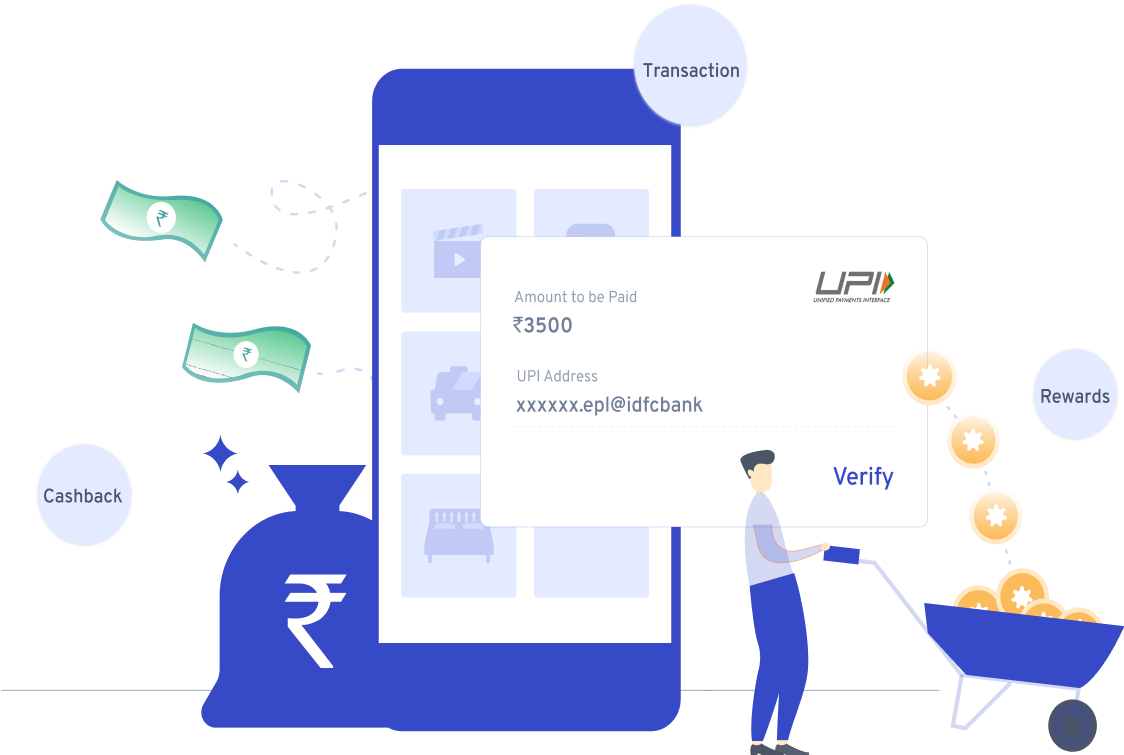 Transaction
UPI
UNIFIED PAYMENTS INTERFACE
Amount to be Paid
₹3500
UPI Address
xxxxxx.epl@idfcbank
Verify
Rewards
Cashback
₹
₹
₹